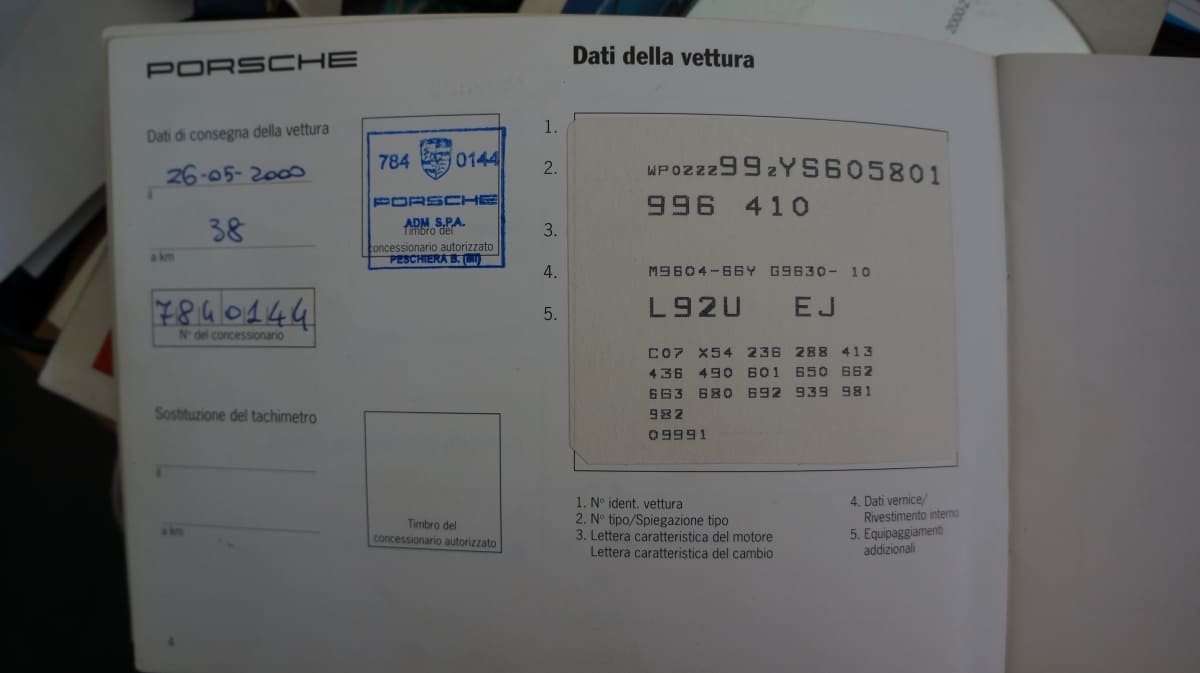 PORSCHE
Dati di consegna della vettura
26-05-2000
il
38
a km
7840144
N° del concessionario
784 0144
PORSCHE
ADM S.P.A.
Timbro del
concessionario autorizzato
PESCHIERA B. (MI)
Sostituzione del tachimetro
il
a km
Timbro del
concessionario autorizzato
4
Dati della vettura
1.
2.
3.
4.
5.
WP0ZZZ99ZYS605801
996 410
M9604-66Y G9630- 10
L92U EJ
C07 X54 236 288 413
436 490 601 650 662
663 680 692 939 981
982
09991
1. N° ident. vettura
2. N° tipo/Spiegazione tipo
3. Lettera caratteristica del motore
Lettera caratteristica del cambio
4. Dati vernice/
Rivestimento interno
5. Equipaggiamenti
addizionali